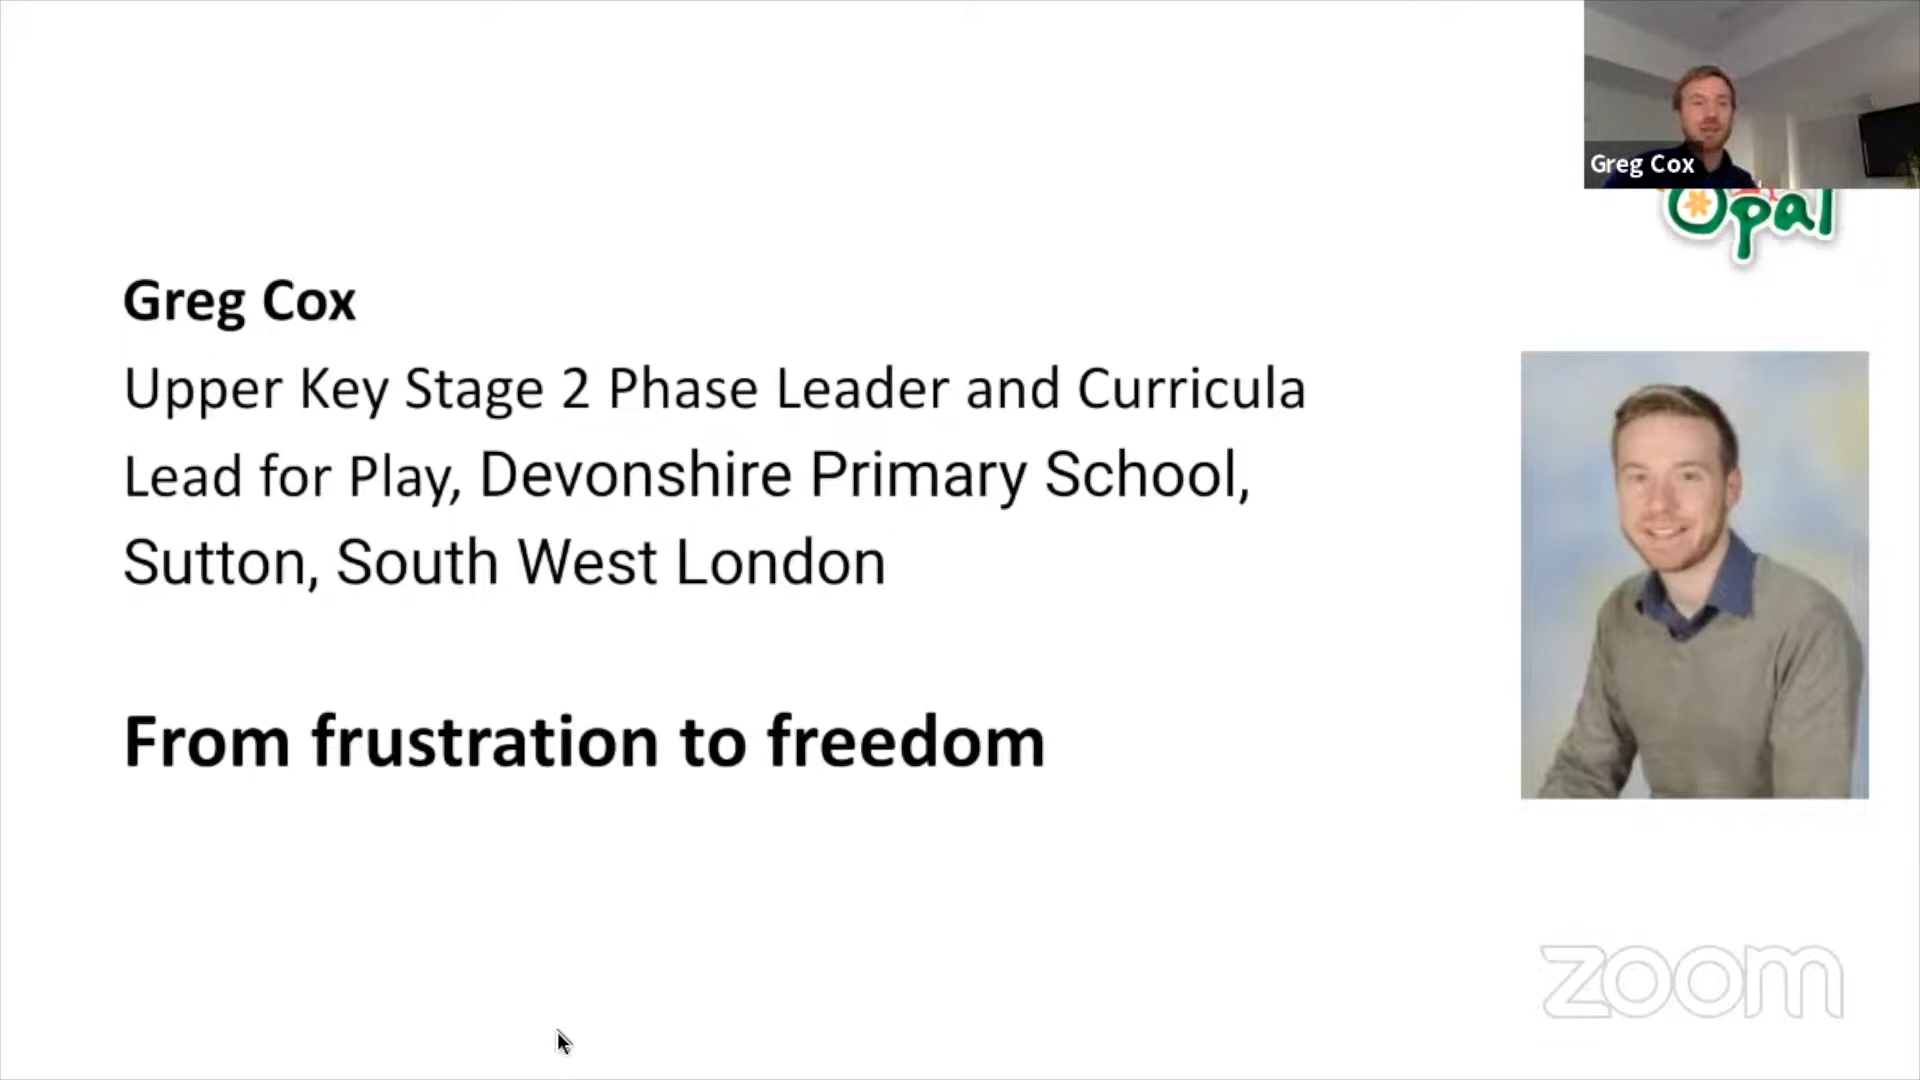 Greg Cox
Opal
Greg Cox
Upper Key Stage 2 Phase Leader and Curricula
Lead for Play, Devonshire Primary School,
Sutton, South West London
From frustration to freedom
zoom